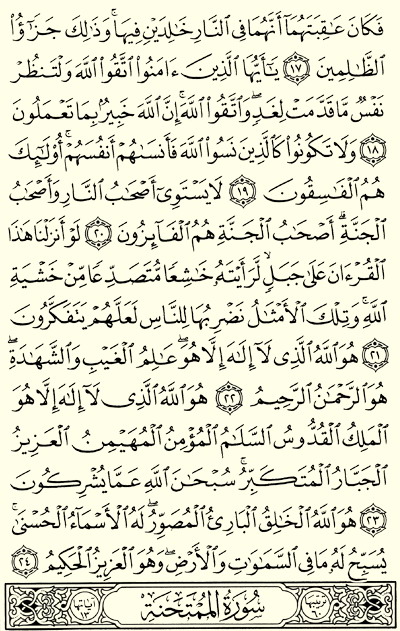 فَكَانَ عَٰقِبَتَهُمَآ أَنَّهُمَا فِى ٱلنَّارِ خَٰلِدَيْنِ فِيهَا ۚ وَذَٰلِكَ جَزَٰٓؤُا۟
ٱلظَّٰلِمِينَ ﴿١٧﴾ يَٰٓأَيُّهَا ٱلَّذِينَ ءَامَنُوا۟ ٱتَّقُوا۟ ٱللَّهَ وَلْتَنظُرْ
نَفْسٌ مَّا قَدَّمَتْ لِغَدٍ ۖ وَٱتَّقُوا۟ ٱللَّهَ ۚ إِنَّ ٱللَّهَ خَبِيرٌۢ بِمَا تَعْمَلُونَ
﴿١٨﴾ وَلَا تَكُونُوا۟ كَٱلَّذِينَ نَسُوا۟ ٱللَّهَ فَأَنسَىٰهُمْ أَنفُسَهُمْ ۚ أُو۟لَٰٓئِكَ
هُمُ ٱلْفَٰسِقُونَ ﴿١٩﴾ لَا يَسْتَوِىٓ أَصْحَٰبُ ٱلنَّارِ وَأَصْحَٰبُ
ٱلْجَنَّةِ ۚ أَصْحَٰبُ ٱلْجَنَّةِ هُمُ ٱلْفَآئِزُونَ ﴿٢٠﴾ لَوْ أَنزَلْنَا هَٰذَا
ٱلْقُرْءَانَ عَلَىٰ جَبَلٍ لَّرَأَيْتَهُۥ خَٰشِعًا مُّتَصَدِّعًا مِّنْ خَشْيَةِ
ٱللَّهِ ۚ وَتِلْكَ ٱلْأَمْثَٰلُ نَضْرِبُهَا لِلنَّاسِ لَعَلَّهُمْ يَتَفَكَّرُونَ
﴿٢١﴾ هُوَ ٱللَّهُ ٱلَّذِى لَآ إِلَٰهَ إِلَّا هُوَ ۖ عَٰلِمُ ٱلْغَيْبِ وَٱلشَّهَٰدَةِ ۖ
هُوَ ٱلرَّحْمَٰنُ ٱلرَّحِيمُ ﴿٢٢﴾ هُوَ ٱللَّهُ ٱلَّذِى لَآ إِلَٰهَ إِلَّا هُوَ
ٱلْمَلِكُ ٱلْقُدُّوسُ ٱلسَّلَٰمُ ٱلْمُؤْمِنُ ٱلْمُهَيْمِنُ ٱلْعَزِيزُ
ٱلْجَبَّارُ ٱلْمُتَكَبِّرُ ۚ سُبْحَٰنَ ٱللَّهِ عَمَّا يُشْرِكُونَ
﴿٢٣﴾ هُوَ ٱللَّهُ ٱلْخَٰلِقُ ٱلْبَارِئُ ٱلْمُصَوِّرُ ۖ لَهُ ٱلْأَسْمَآءُ ٱلْحُسْنَىٰ ۚ
يُسَبِّحُ لَهُۥ مَا فِى ٱلسَّمَٰوَٰتِ وَٱلْأَرْضِ ۖ وَهُوَ ٱلْعَزِيزُ ٱلْحَكِيمُ ﴿٢٤﴾
ترتيبها ٦٠ سُورَةُ المُمْتَحَنَةِ آياتها ١٣